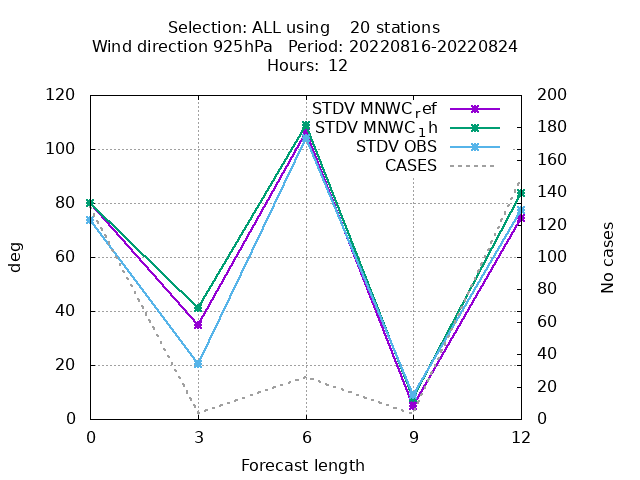 Selection: ALL using    20 stations
Wind direction 925hPa   Period: 20220816-20220824
Hours: 12
STDV MNWCref
STDV MNWC1h
STDV OBS
CASES
120
100
80
60
40
20
0
200
180
160
140
120
100
80
60
40
20
0
deg
No cases
0 3 6 9 12
Forecast length